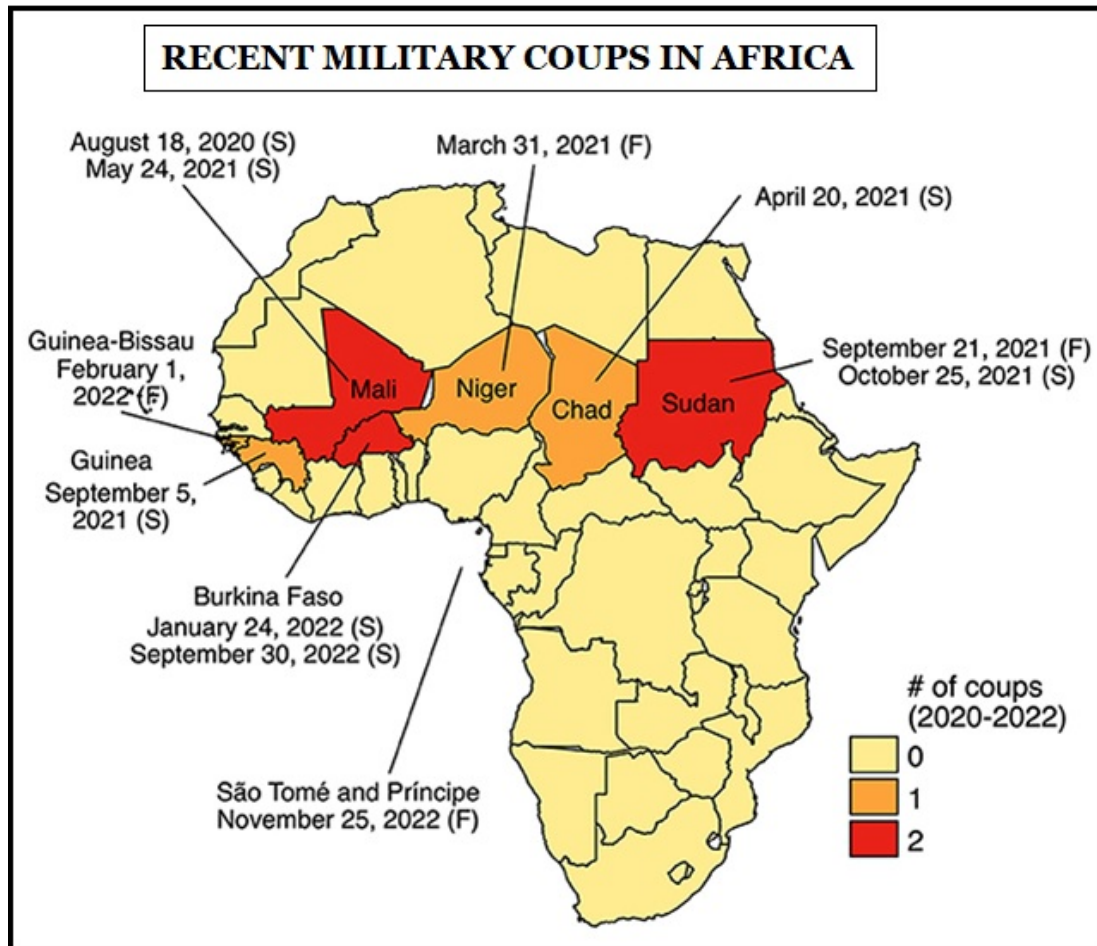 RECENT MILITARY COUPS IN AFRICA
August 18, 2020 (S)
May 24, 2021 (S)
March 31, 2021 (F)
April 20, 2021 (S)
Guinea-Bissau
February 1,
2022 (F)
September 21, 2021 (F)
October 25, 2021 (S)
Mali
Niger
Chad
Sudan
Guinea
September 5,
2021 (S)
Burkina Faso
January 24, 2022 (S)
September 30, 2022 (S)
São Tomé and Príncipe
November 25, 2022 (F)
# of coups
(2020-2022)
0
1
2